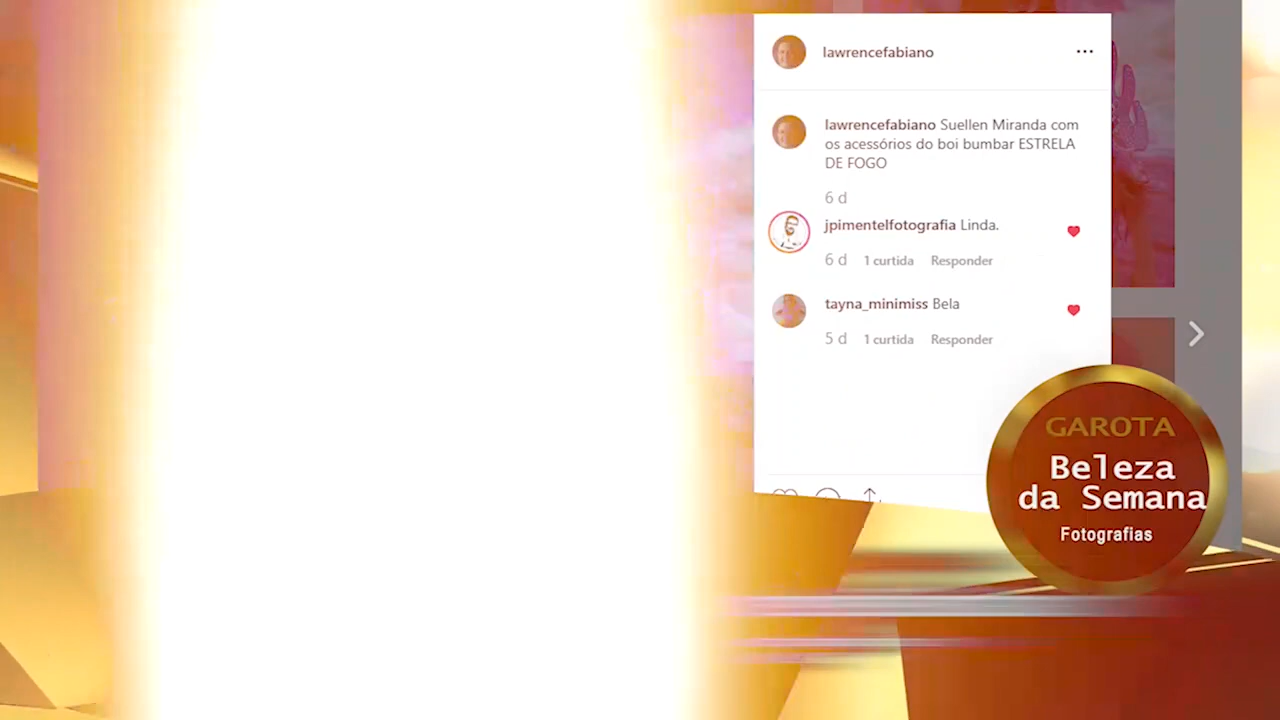 lawrencefabiano
lawrencefabiano Suellen Miranda com
os acessórios do boi bumbar ESTRELA
DE FOGO
6 d
jpimentelfotografia Linda.
6 d 1 curtida Responder
tayna_minimiss Bela
5 d 1 curtida Responder
GAROTA
Beleza
da Semana
Fotografias